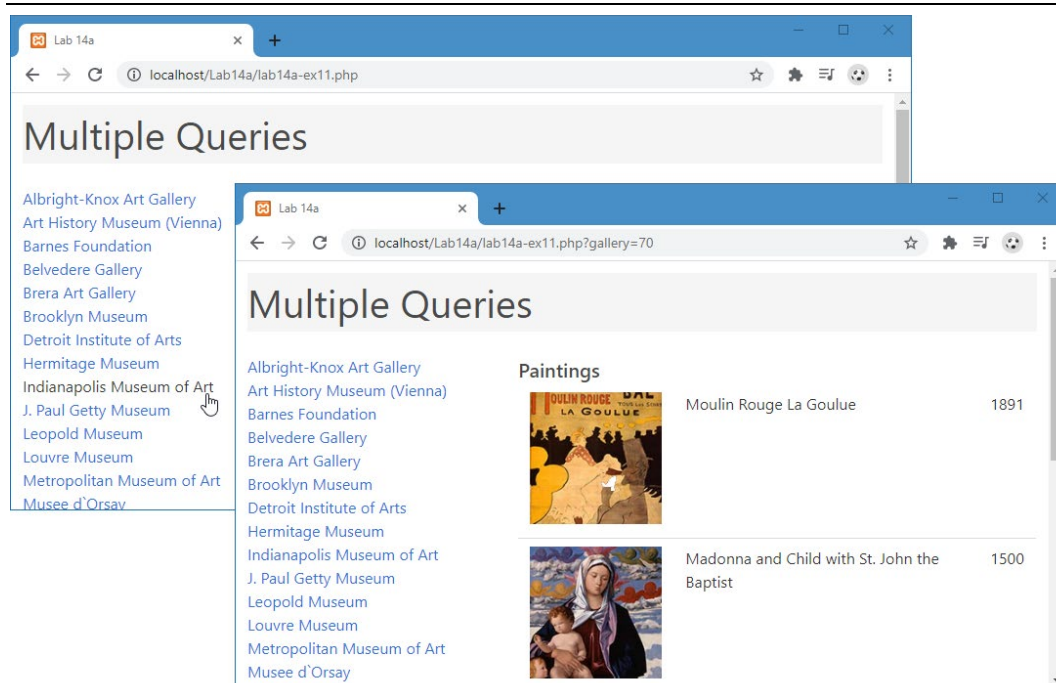 Lab 14a
localhost/Lab14a/lab14a-ex11.php
Multiple Queries
Albright-Knox Art Gallery
Art History Museum (Vienna)
Barnes Foundation
Belvedere Gallery
Brera Art Gallery
Brooklyn Museum
Detroit Institute of Arts
Hermitage Museum
Indianapolis Museum of Art
J. Paul Getty Museum
Leopold Museum
Louvre Museum
Metropolitan Museum of Art
Musee d`Orsay
Lab 14a
localhost/Lab14a/lab14a-ex11.php?gallery=70
Multiple Queries
Albright-Knox Art Gallery
Art History Museum (Vienna)
Barnes Foundation
Belvedere Gallery
Brera Art Gallery
Brooklyn Museum
Detroit Institute of Arts
Hermitage Museum
Indianapolis Museum of Art
J. Paul Getty Museum
Leopold Museum
Louvre Museum
Metropolitan Museum of Art
Musee d`Orsay
Paintings
MOULIN ROUGE BAL
LA GOULUE
Moulin Rouge La Goulue 1891
Madonna and Child with St. John the 1500
Baptist